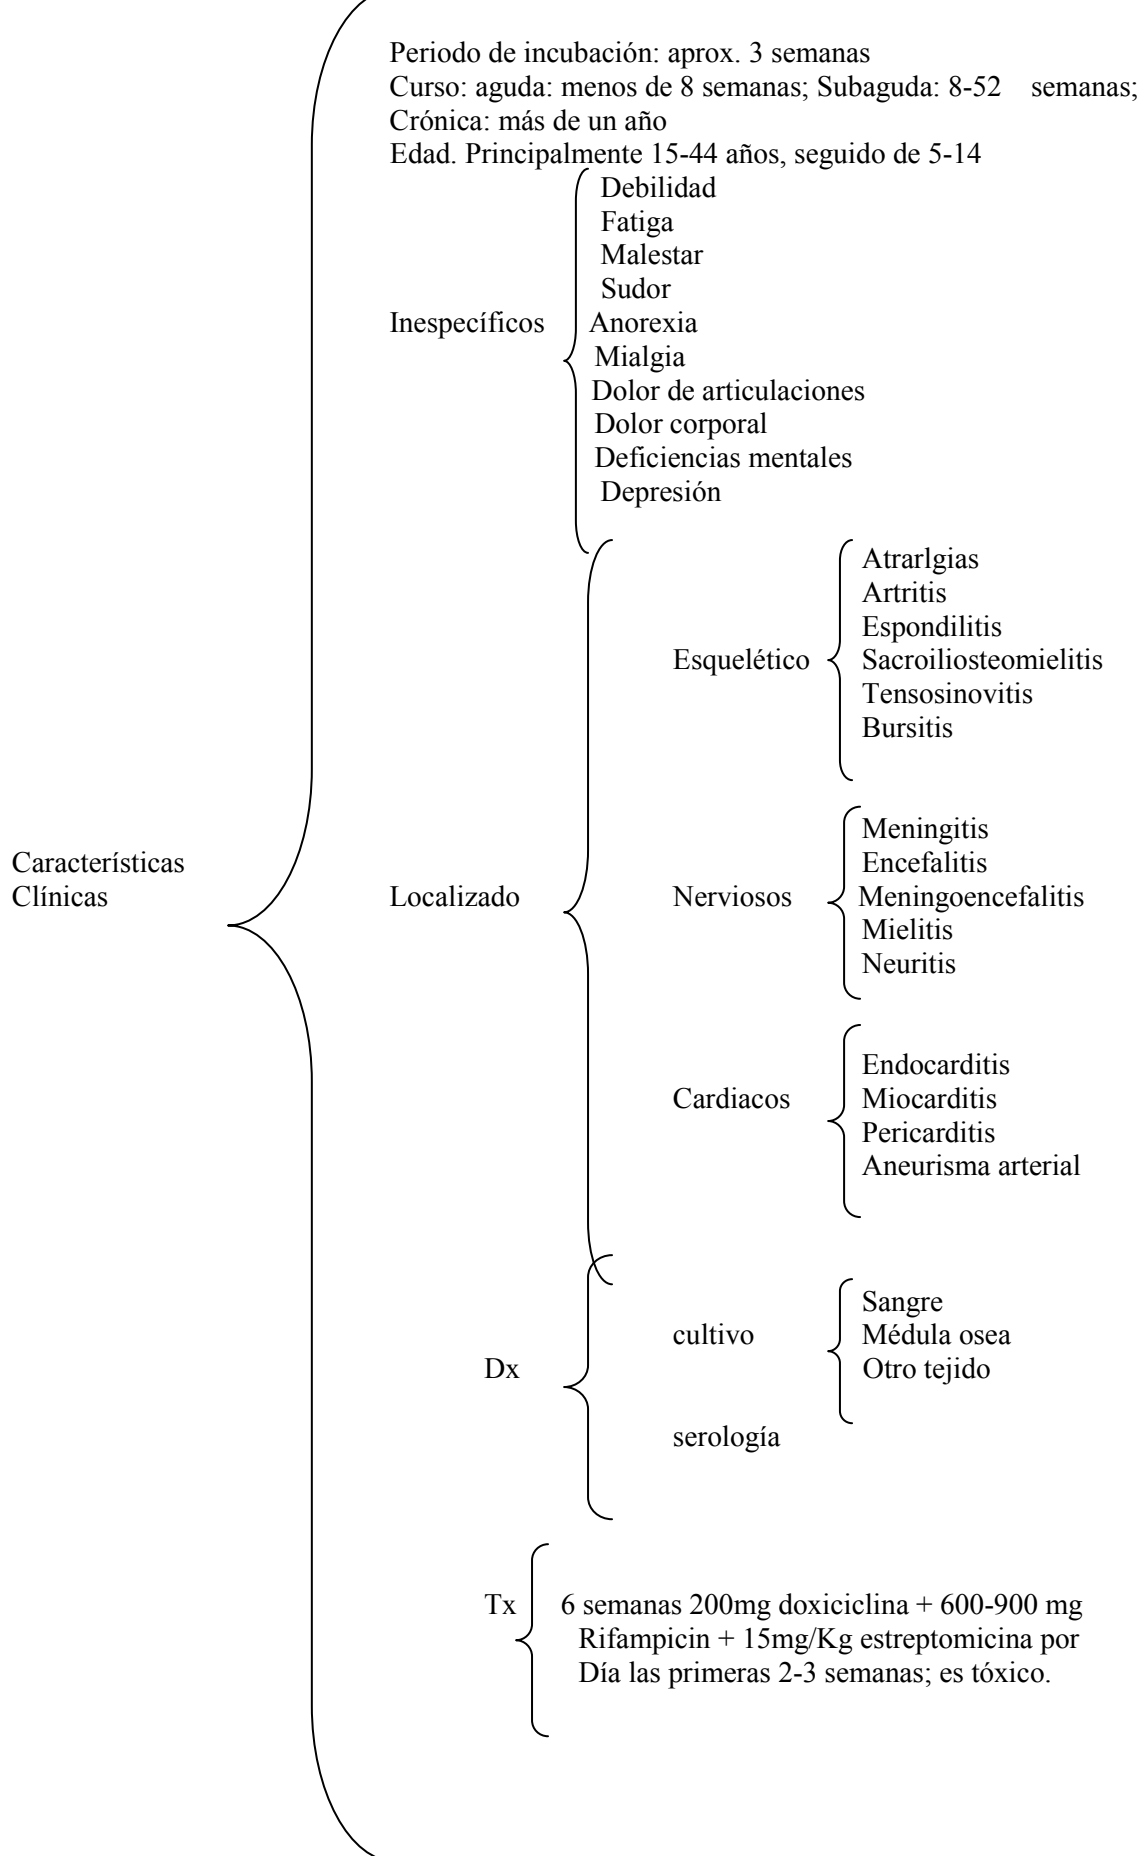 Periodo de incubación: aprox. 3 semanas
Curso: aguda: menos de 8 semanas; Subaguda: 8-52 semanas;
Crónica: más de un año
Edad. Principalmente 15-44 años, seguido de 5-14
Debilidad
Fatiga
Malestar
Sudor
Inespecíficos
Anorexia
Mialgia
Dolor de articulaciones
Dolor corporal
Deficiencias mentales
Depresión
Atrarlgias
Artritis
Espondilitis
Esquelético
Sacroiliosteomielitis
Tensosinovitis
Bursitis
Características
Clínicas
Localizado
Nerviosos
Meningitis
Encefalitis
Meningoencefalitis
Mielitis
Neuritis
Cardiacos
Endocarditis
Miocarditis
Pericarditis
Aneurisma arterial
Dx
cultivo
Sangre
Médula osea
Otro tejido
serología
Tx
6 semanas 200mg doxiciclina + 600-900 mg
Rifampicin + 15mg/Kg estreptomicina por
Día las primeras 2-3 semanas; es tóxico.